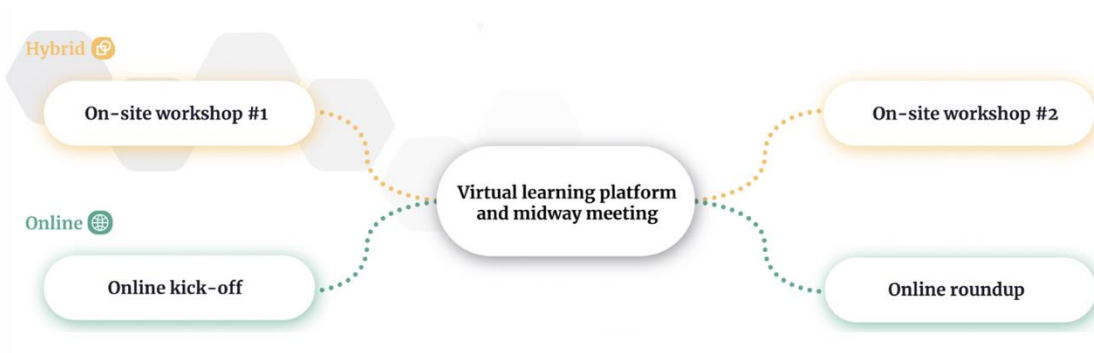 Hybrid
On-site workshop #1
On-site workshop #2
Virtual learning platform
and midway meeting
Online
Online kick-off
Online roundup